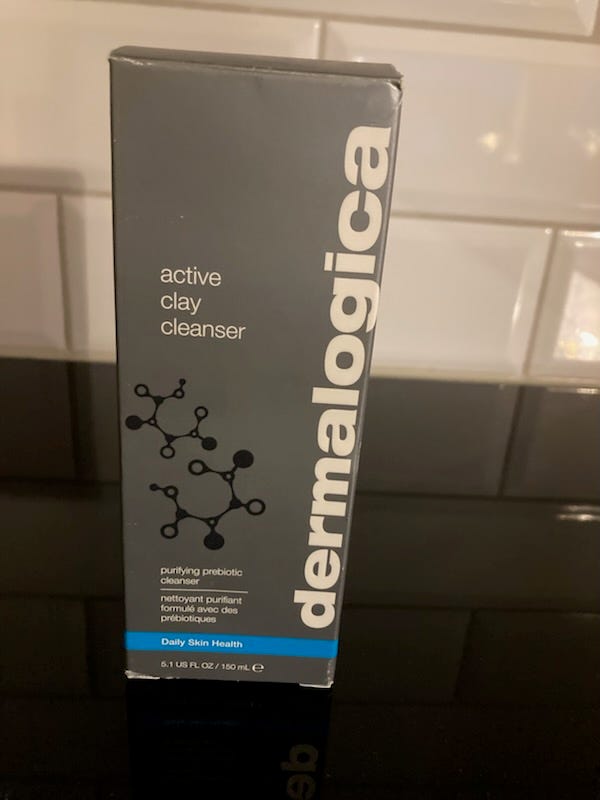 dermalogica
active
clay
cleanser
purifying prebiotic
cleanser
nettoyant purifiant
formulé avec des
prébiotiques
Daily Skin Health
5.1 US FL OZ / 150 mL ℮
de